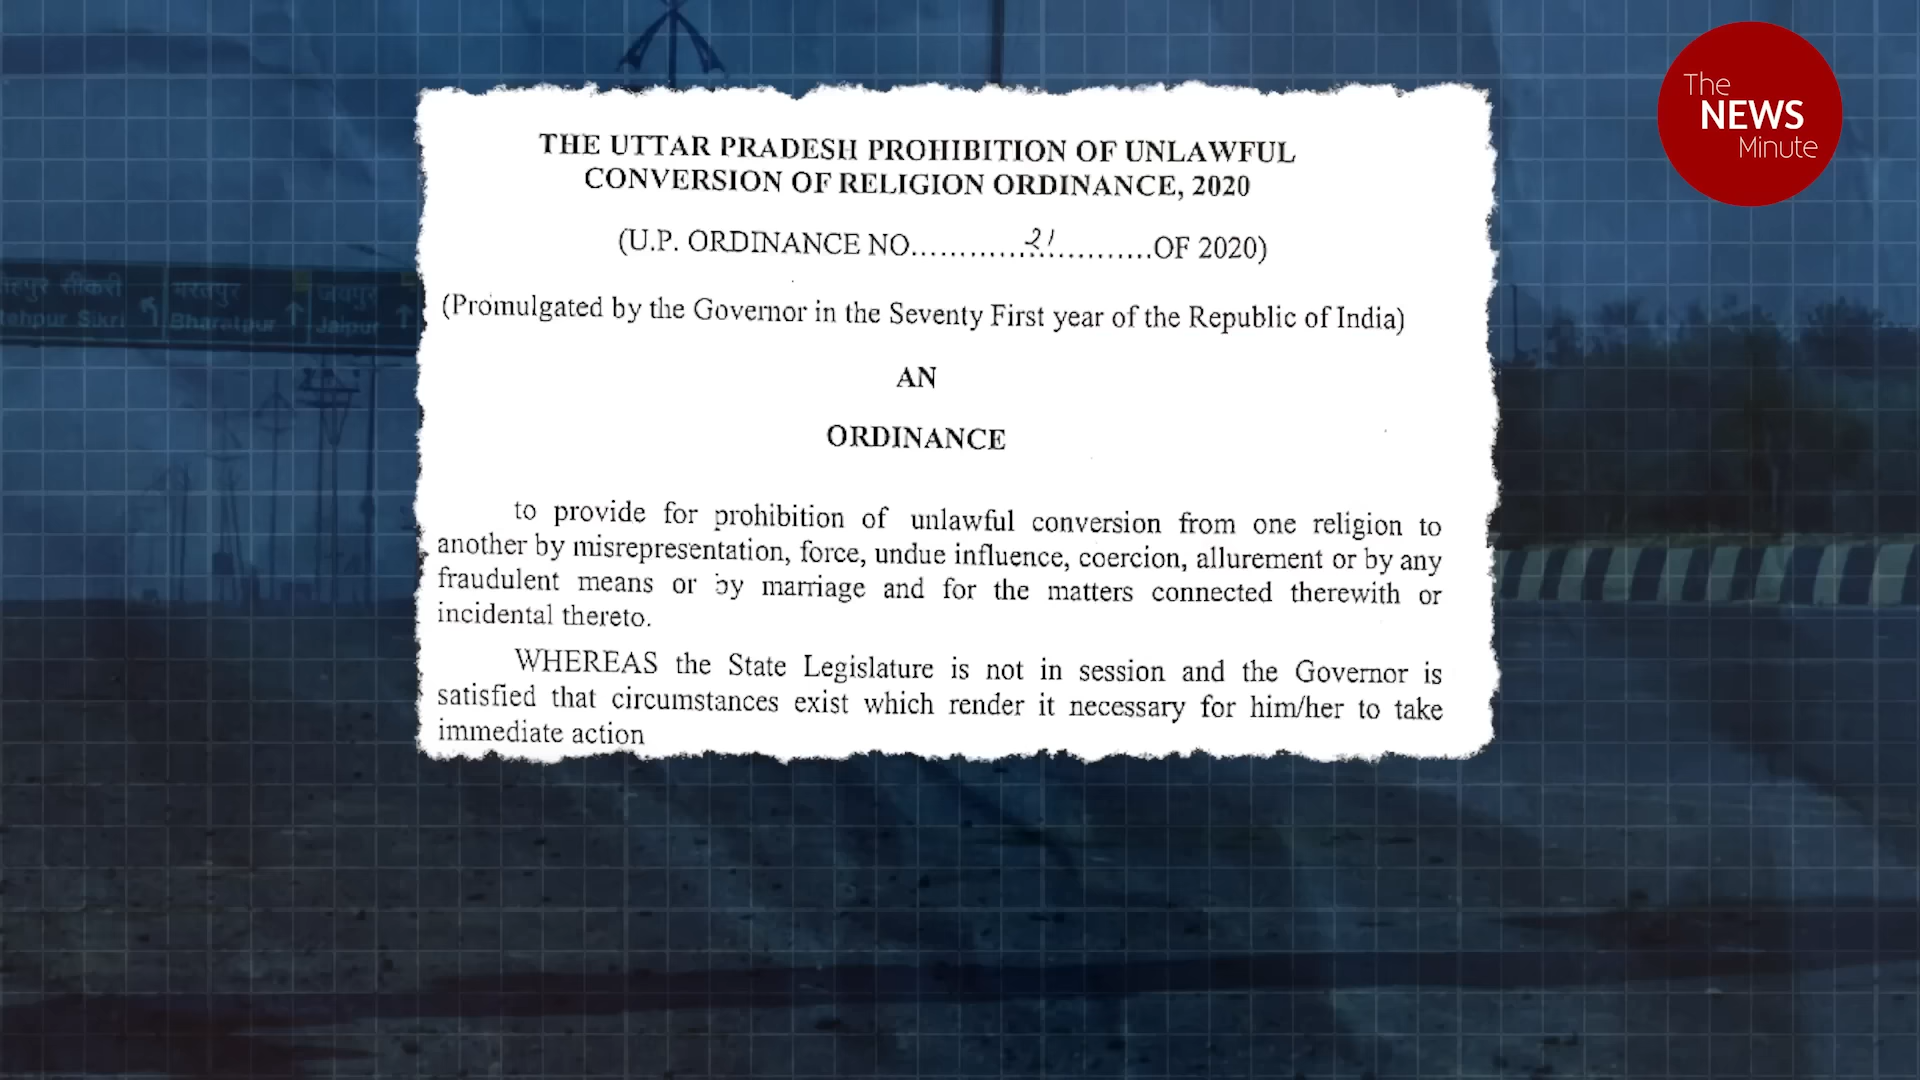 The
NEWS
Minute
THE UTTAR PRADESH PROHIBITION OF UNLAWFUL
CONVERSION OF RELIGION ORDINANCE, 2020
(U.P. ORDINANCE NO............21............OF 2020)
(Promulgated by the Governor in the Seventy First year of the Republic of India)
AN
ORDINANCE
to provide for prohibition of unlawful conversion from one religion to
another by misrepresentation, force, undue influence, coercion, allurement or by any
fraudulent means or by marriage and for the matters connected therewith or
incidental thereto.
WHEREAS the State Legislature is not in session and the Governor is
satisfied that circumstances exist which render it necessary for him/her to take
immediate action
सीकरी भरतपुर जयपुर
Sikri Bharatpur Jaipur